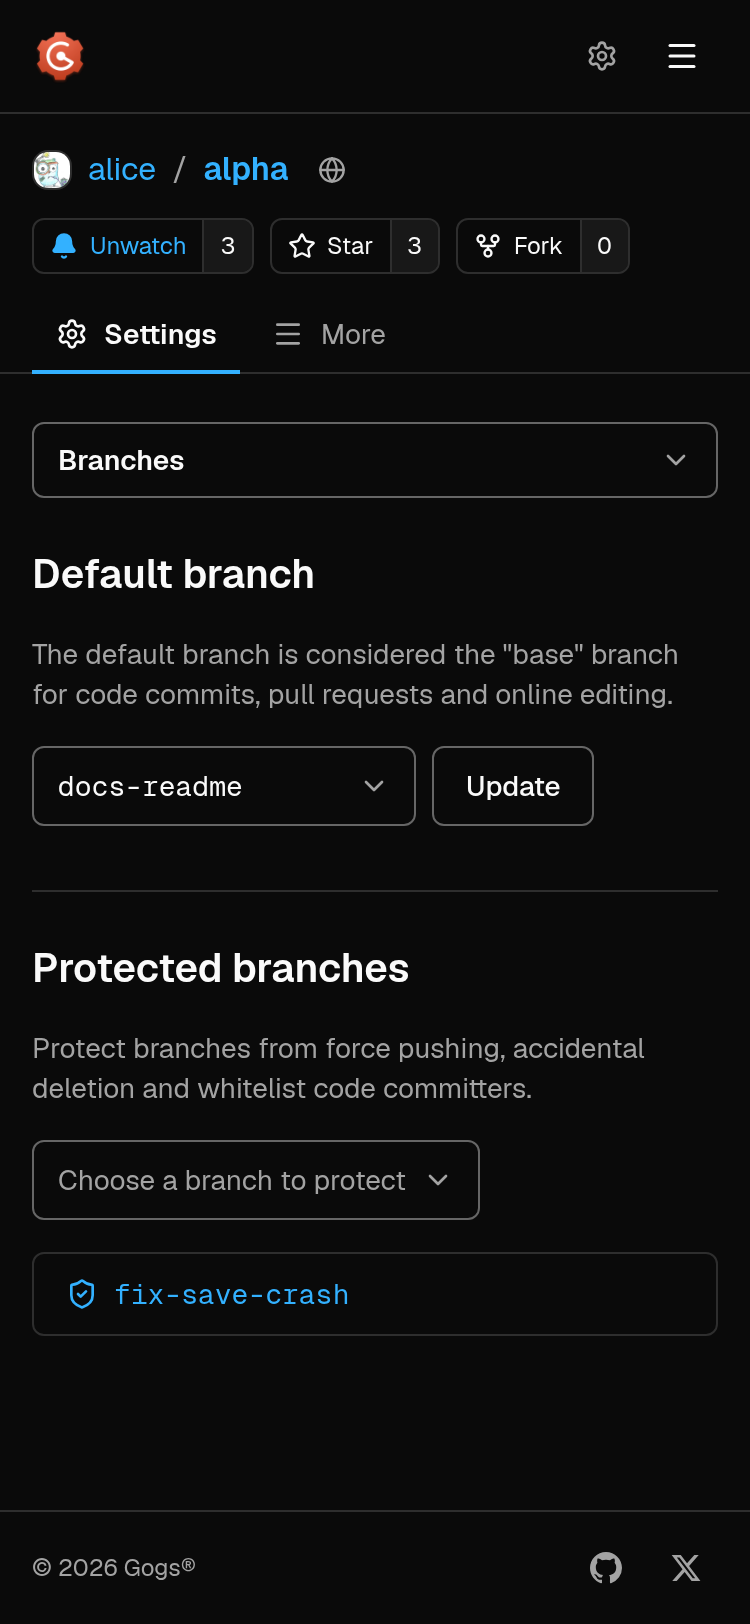 alice / alpha
Unwatch 3 Star 3 Fork 0
Settings More
Branches
Default branch
The default branch is considered the "base" branch
for code commits, pull requests and online editing.
docs-readme Update
Protected branches
Protect branches from force pushing, accidental
deletion and whitelist code committers.
Choose a branch to protect
fix-save-crash
© 2026 Gogs®